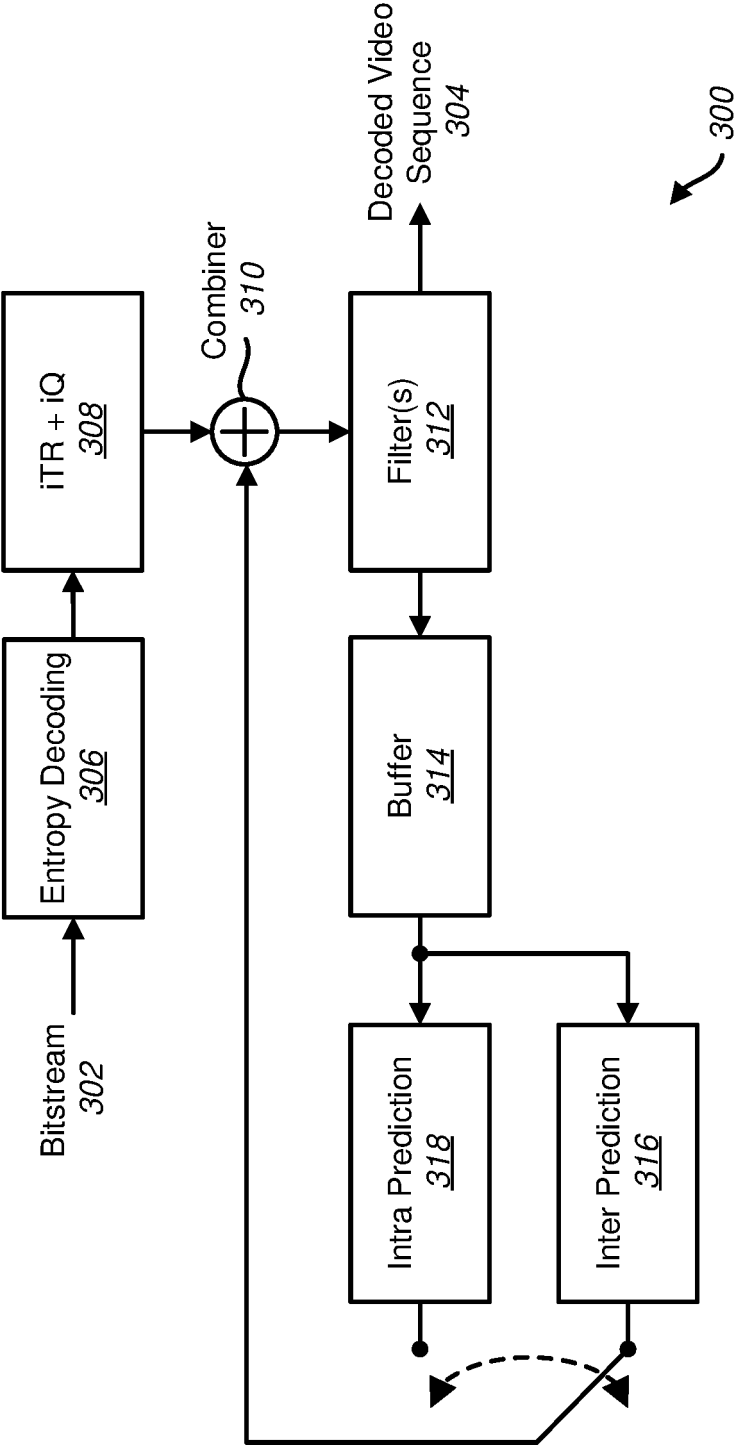 Bitstream
302
Entropy Decoding
306
iTR + iQ
308
Combiner
310
Intra Prediction
318
Buffer
314
Filter(s)
312
Decoded Video
Sequence
304
Inter Prediction
316
300